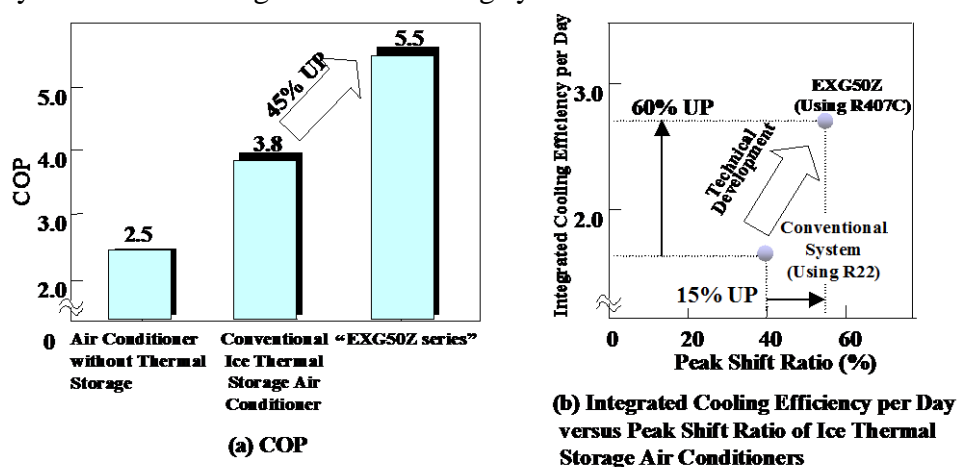 5.5
45% UP
5.0
4.0
3.8
3.0
2.5
2.0
0
COP
Air Conditioner
without Thermal
Storage
Conventional
Ice Thermal
Storage Air
Conditioner
“EXG50Z series”
(a) COP
Integrated Cooling Efficiency per Day
3.0
2.0
60% UP
EXG50Z
(Using R407C)
Technical
Development
Conventional
System
(Using R22)
15% UP
0
20
40
60
Peak Shift Ratio (%)
(b) Integrated Cooling Efficiency per Day
versus Peak Shift Ratio of Ice Thermal
Storage Air Conditioners